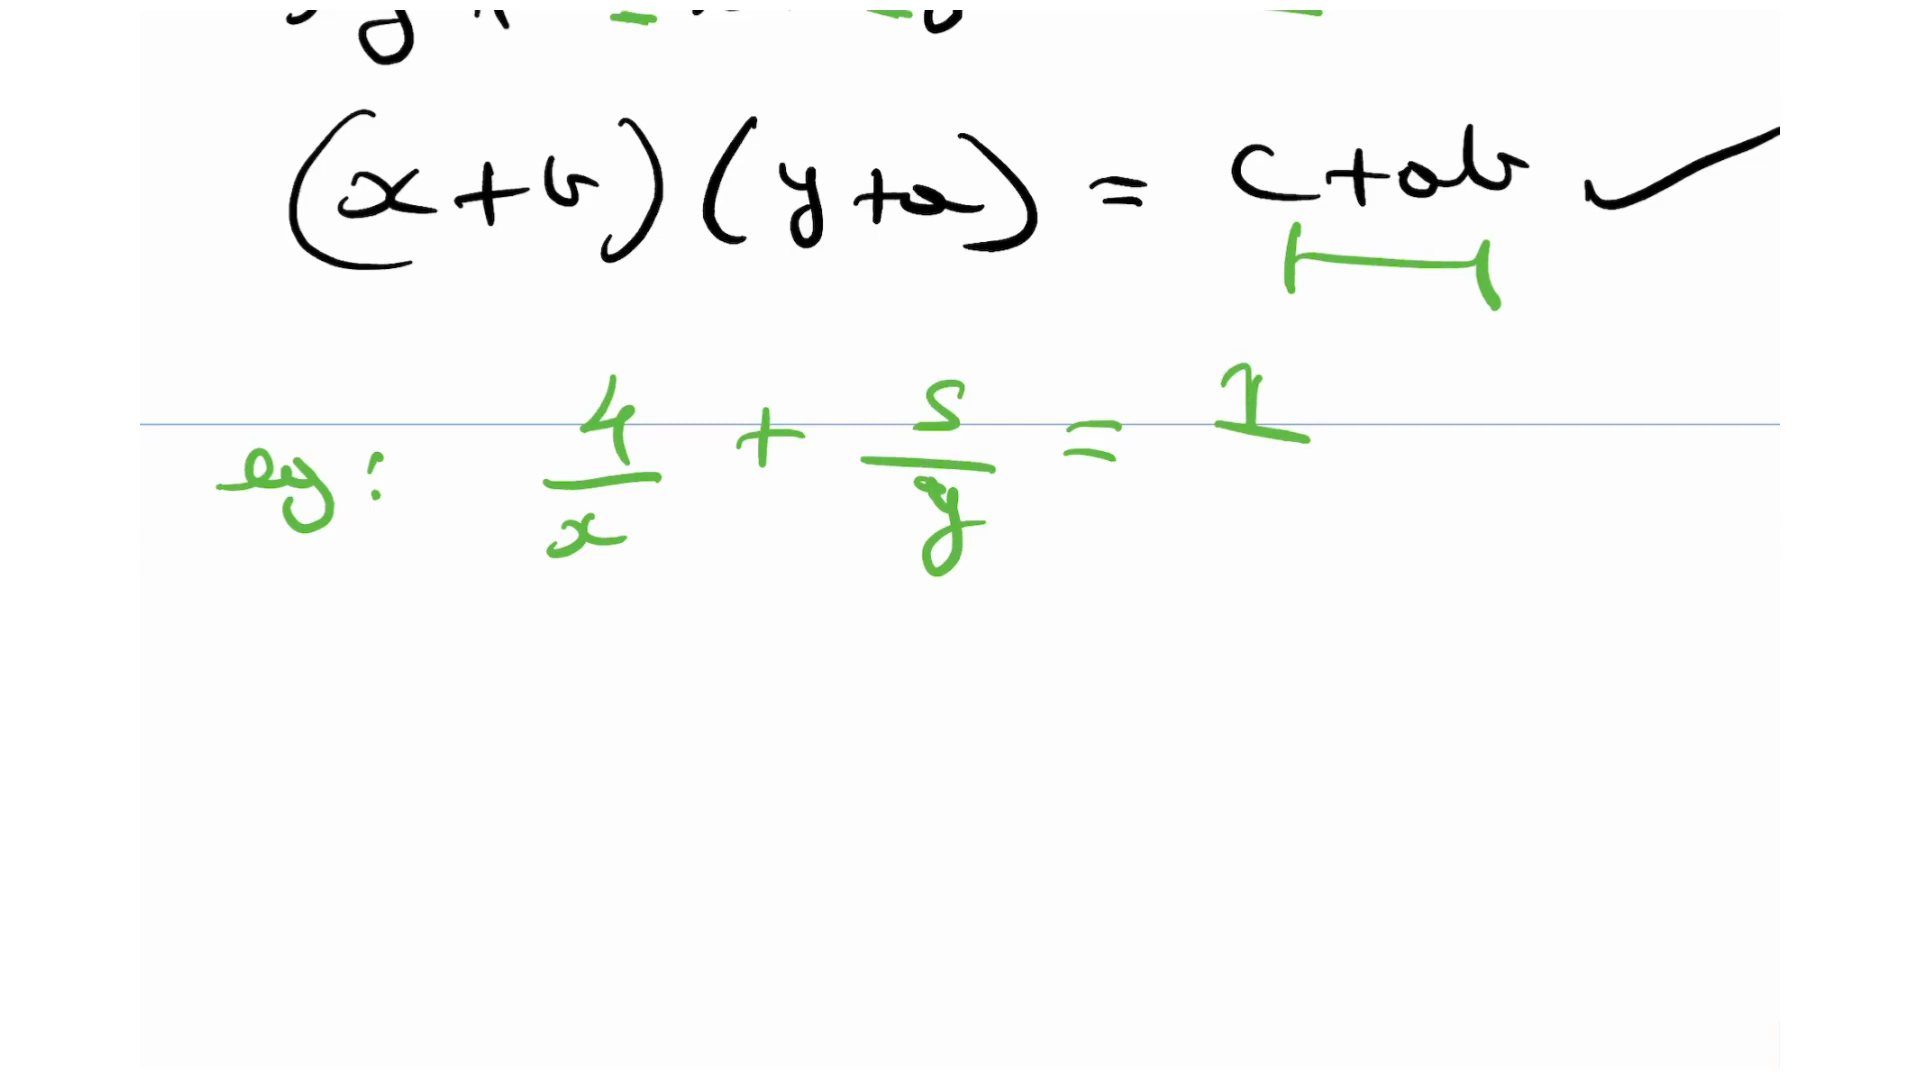 (x+b)(y+a) = c+ab ✓
eg: 4/x + 5/y = 1